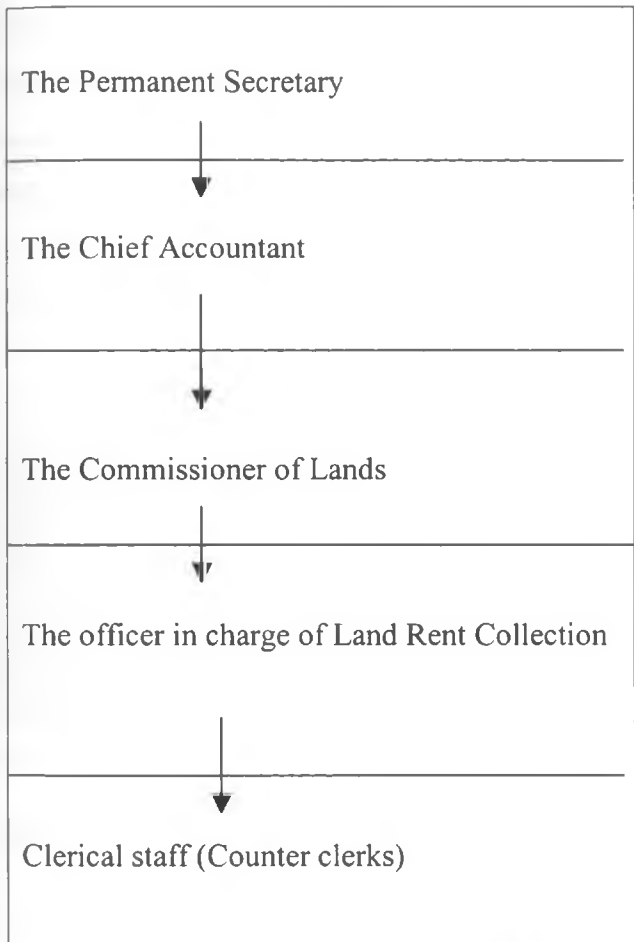 The Permanent Secretary
The Chief Accountant
The Commissioner of Lands
The officer in charge of Land Rent Collection
Clerical staff (Counter clerks)